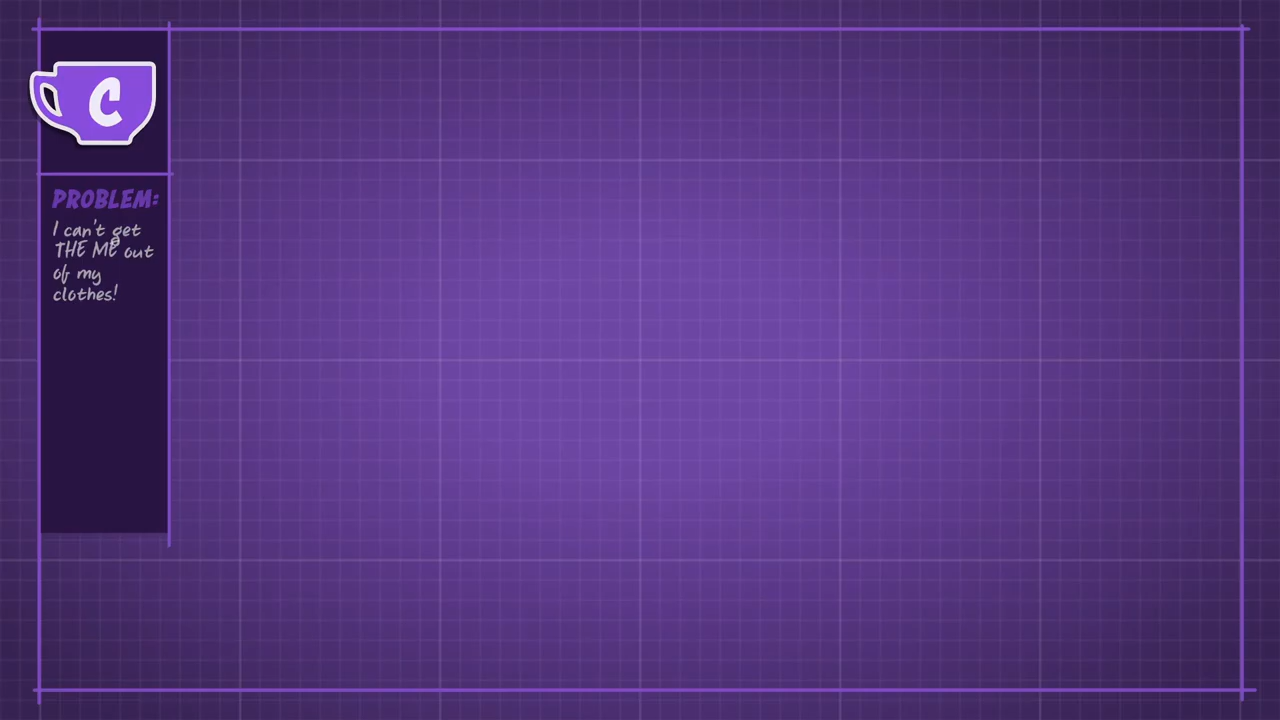 C
PROBLEM:
I can't get
THE ME out
of my
clothes!